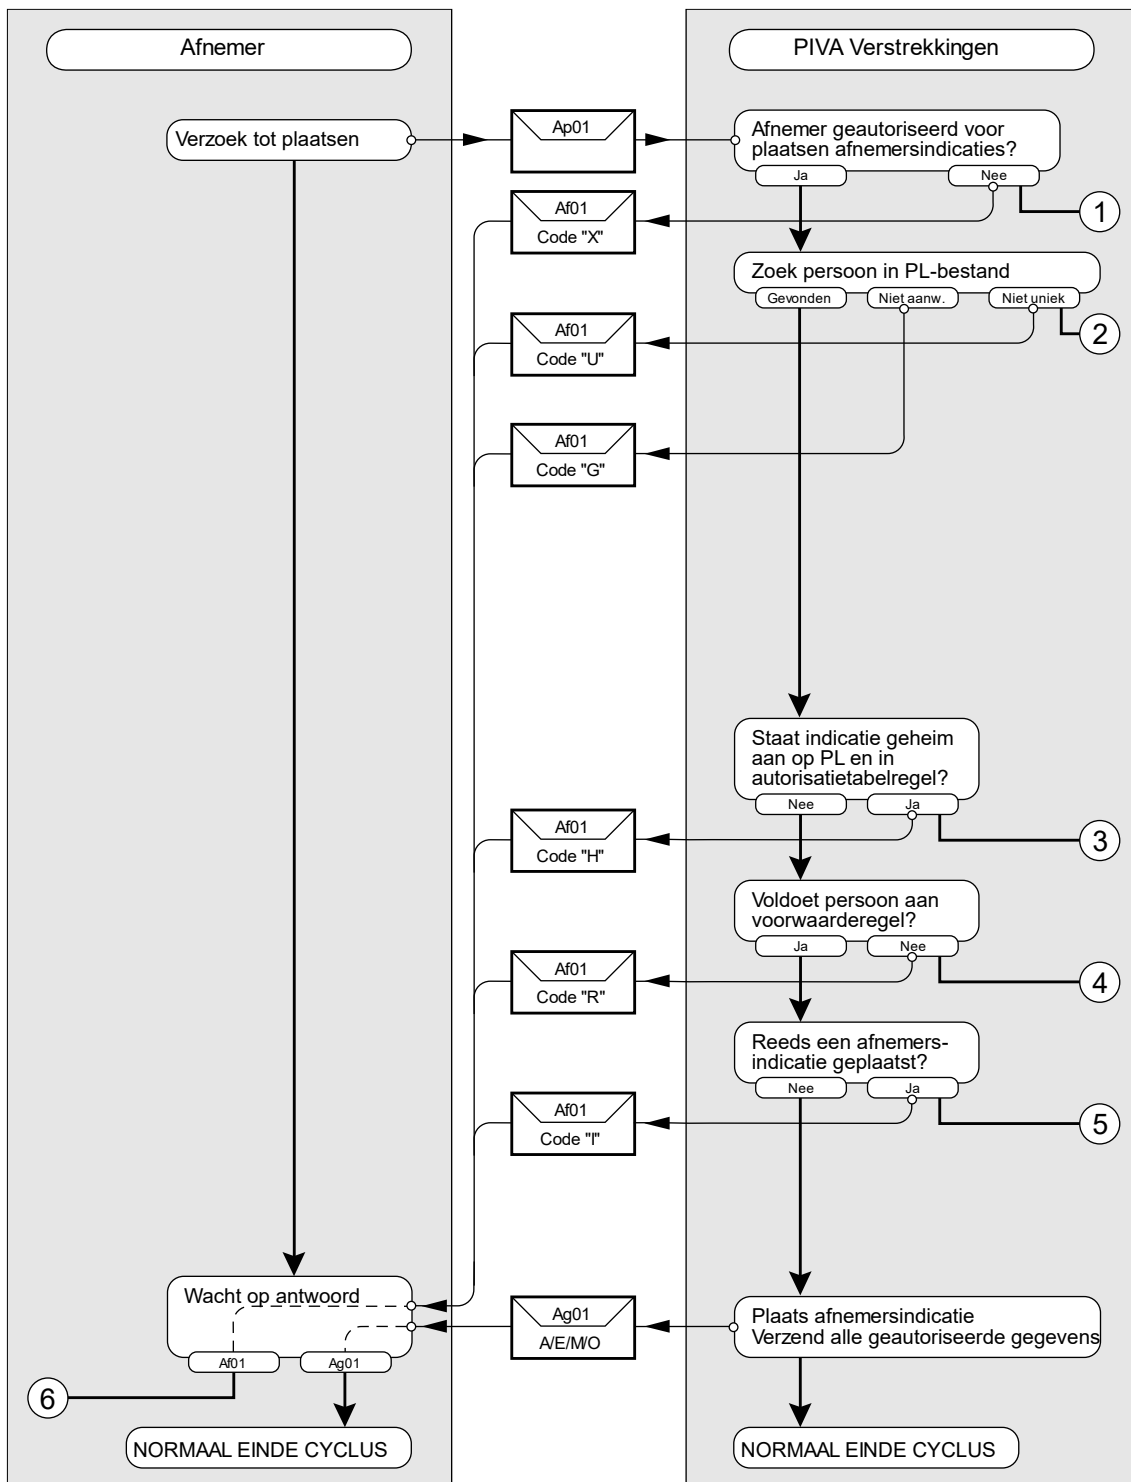 Afnemer
PIVA Verstrekkingen
Verzoek tot plaatsen
Ap01
Afnemer geautoriseerd voor
plaatsen afnemersindicaties?
Ja
Nee
1
Af01
Code "X"
Zoek persoon in PL-bestand
Gevonden
Niet aanw.
Niet uniek
2
Af01
Code "U"
Af01
Code "G"
Staat indicatie geheim
aan op PL en in
autorisatietabelregel?
Nee
Ja
3
Af01
Code "H"
Voldoet persoon aan
voorwaarderegel?
Ja
Nee
4
Af01
Code "R"
Reeds een afnemers-
indicatie geplaatst?
Nee
Ja
5
Af01
Code "I"
Wacht op antwoord
Af01
Ag01
6
Ag01
A/E/M/O
Plaats afnemersindicatie
Verzend alle geautoriseerde gegevens
NORMAAL EINDE CYCLUS
NORMAAL EINDE CYCLUS